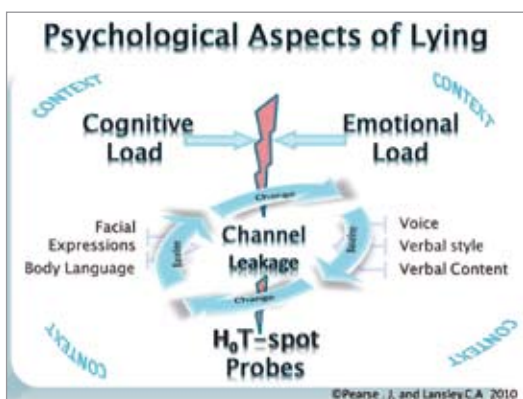 Psychological Aspects of Lying
CONTEXT
CONTEXT
Cognitive
Load
Emotional
Load
Change
Facial
Expressions
Body Language
Channel
Leakage
Voice
Verbal style
Verbal Content
Change
CONTEXT
CONTEXT
H₀T-spot
Probes
©Pearse . J. and Lansley.C.A 2010